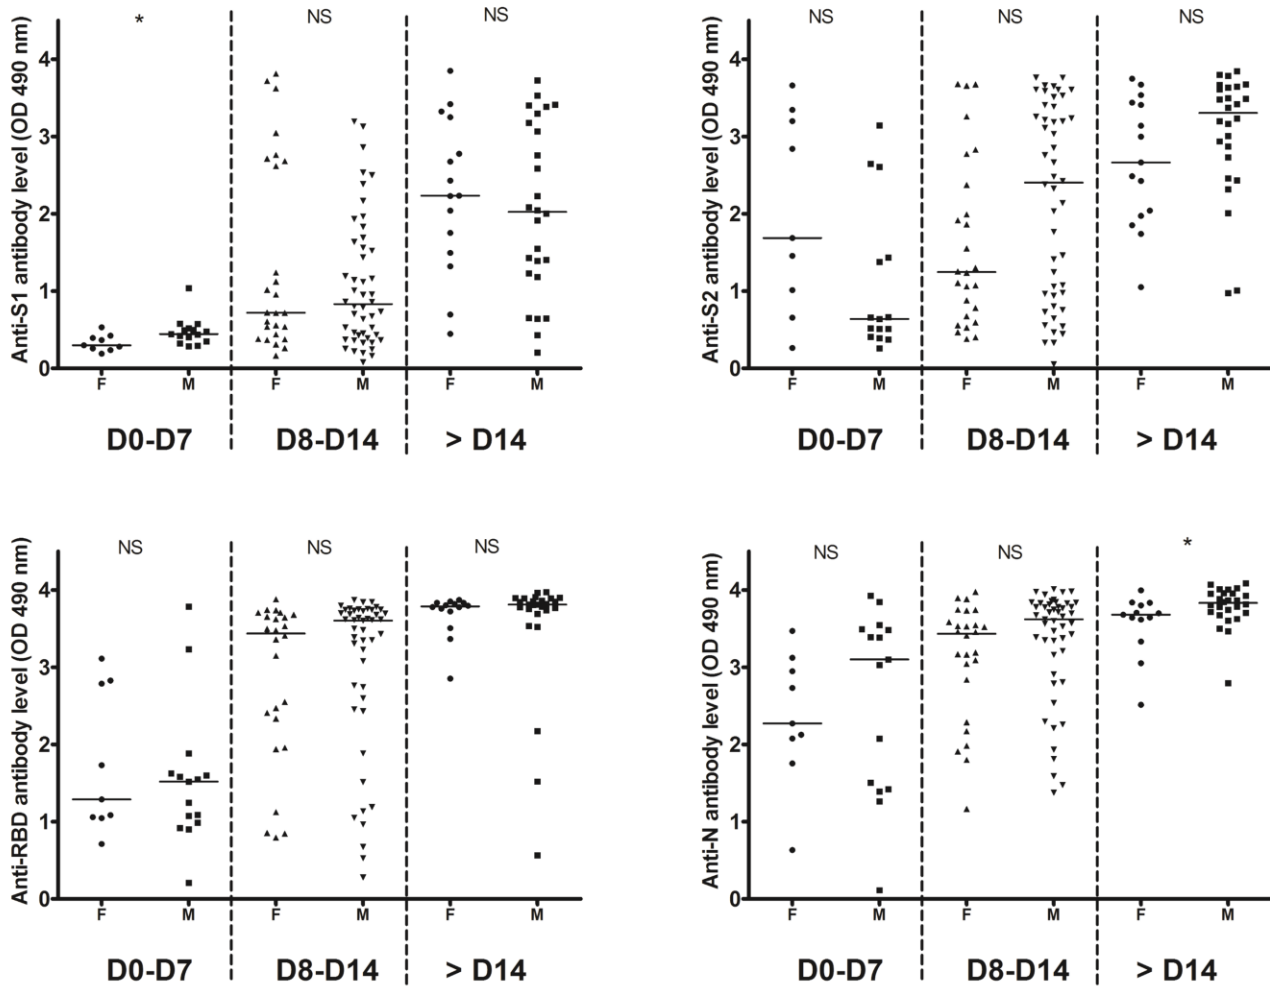 * NS NS
Anti-S1 antibody level (OD 490 nm)
4
3
2
1
0
F M F M F M
D0-D7 D8-D14 > D14
NS NS NS
Anti-S2 antibody level (OD 490 nm)
4
3
2
1
0
F M F M F M
D0-D7 D8-D14 > D14
NS NS NS
Anti-RBD antibody level (OD 490 nm)
4
3
2
1
0
F M F M F M
D0-D7 D8-D14 > D14
NS NS *
Anti-N antibody level (OD 490 nm)
4
3
2
1
0
F M F M F M
D0-D7 D8-D14 > D14